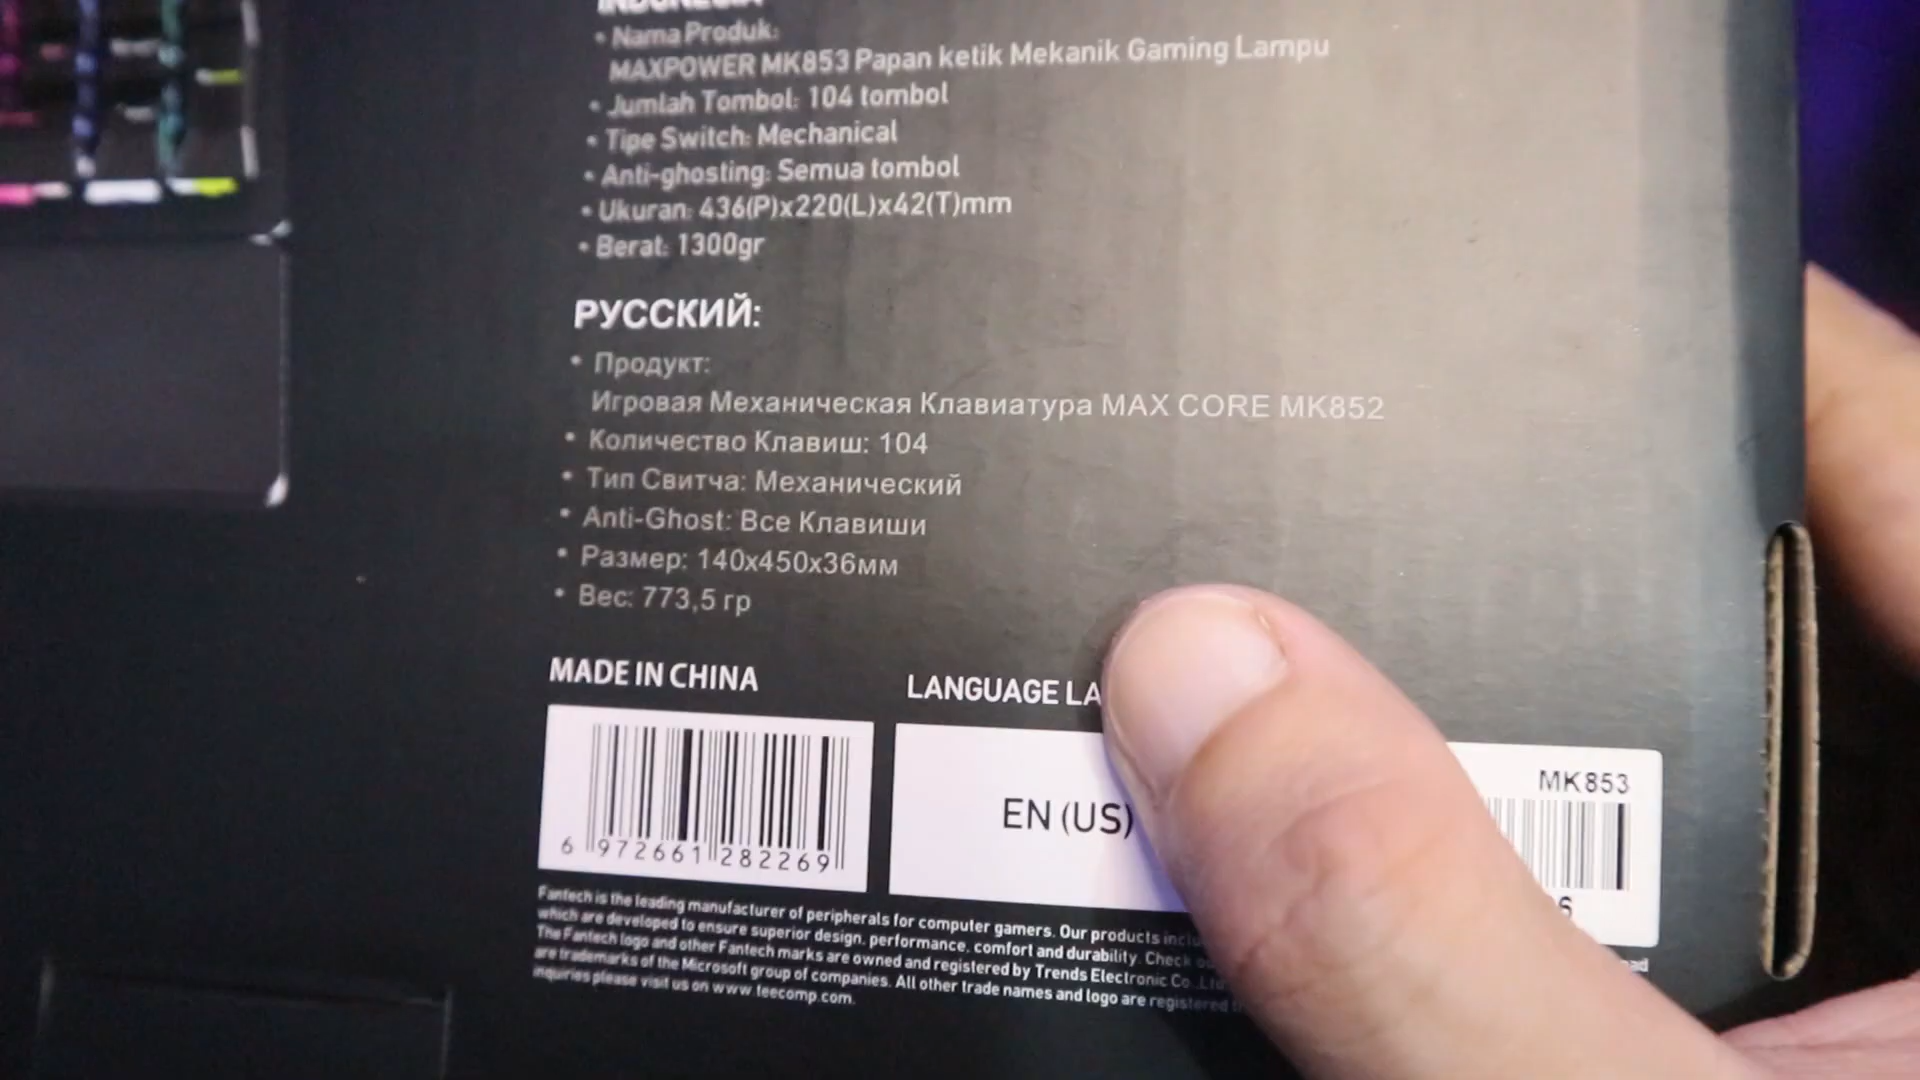 INDONESIA
• Nama Produk:
MAXPOWER MK853 Papan ketik Mekanik Gaming Lampu
• Jumlah Tombol: 104 tombol
• Tipe Switch: Mechanical
• Anti-ghosting: Semua tombol
• Ukuran: 436(P)x220(L)x42(T)mm
• Berat: 1300gr
РУССКИЙ:
• Продукт:
Игровая Механическая Клавиатура MAX CORE MK852
• Количество Клавиш: 104
• Тип Свитча: Механический
• Anti-Ghost: Все Клавиши
• Размер: 140x450x36мм
• Вес: 773,5 гр
MADE IN CHINA
LANGUAGE LA
6 972661 282269
EN (US)
MK853
Fantech is the leading manufacturer of peripherals for computer gamers. Our products
which are developed to ensure superior design, performance, comfort and durability. Check
The Fantech logo and other Fantech marks are owned and registered by Trends Electronic Co.,Ltd
are trademarks of the Microsoft group of companies. All other trade names and logo are registered
inquiries please visit us on www.feecomp.com.